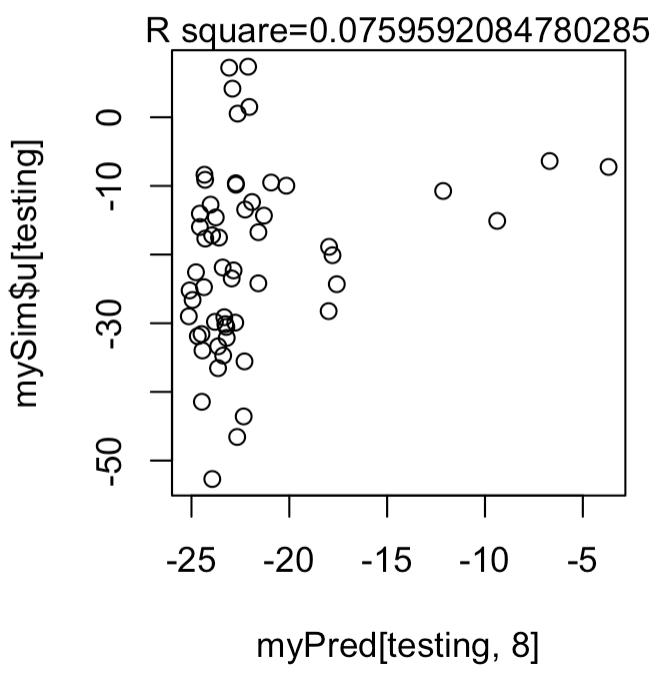 R square=0.0759592084780285
mySim$u[testing]
0
-10
-30
-50
-25 -20 -15 -10 -5
myPred[testing, 8]